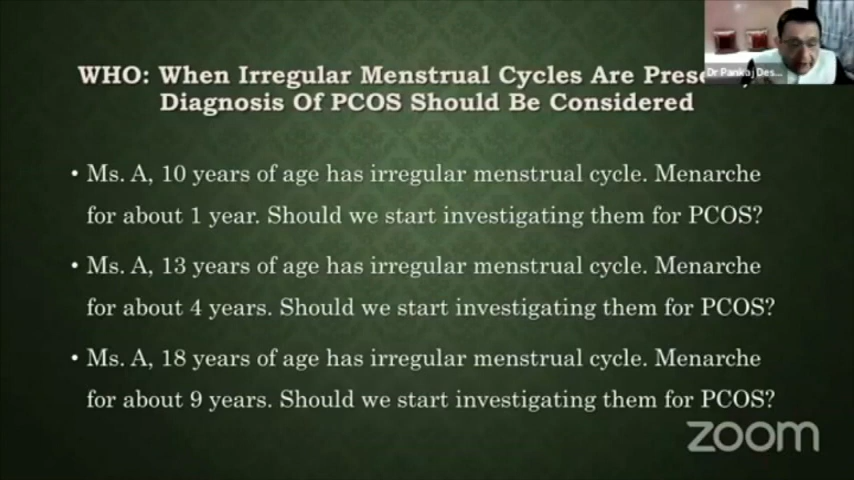 WHO: When Irregular Menstrual Cycles Are
Diagnosis Of PCOS Should Be Considered
Dr Pankaj Des...
• Ms. A, 10 years of age has irregular menstrual cycle. Menarche
for about 1 year. Should we start investigating them for PCOS?
• Ms. A, 13 years of age has irregular menstrual cycle. Menarche
for about 4 years. Should we start investigating them for PCOS?
• Ms. A, 18 years of age has irregular menstrual cycle. Menarche
for about 9 years. Should we start investigating them for PCOS?
zoom